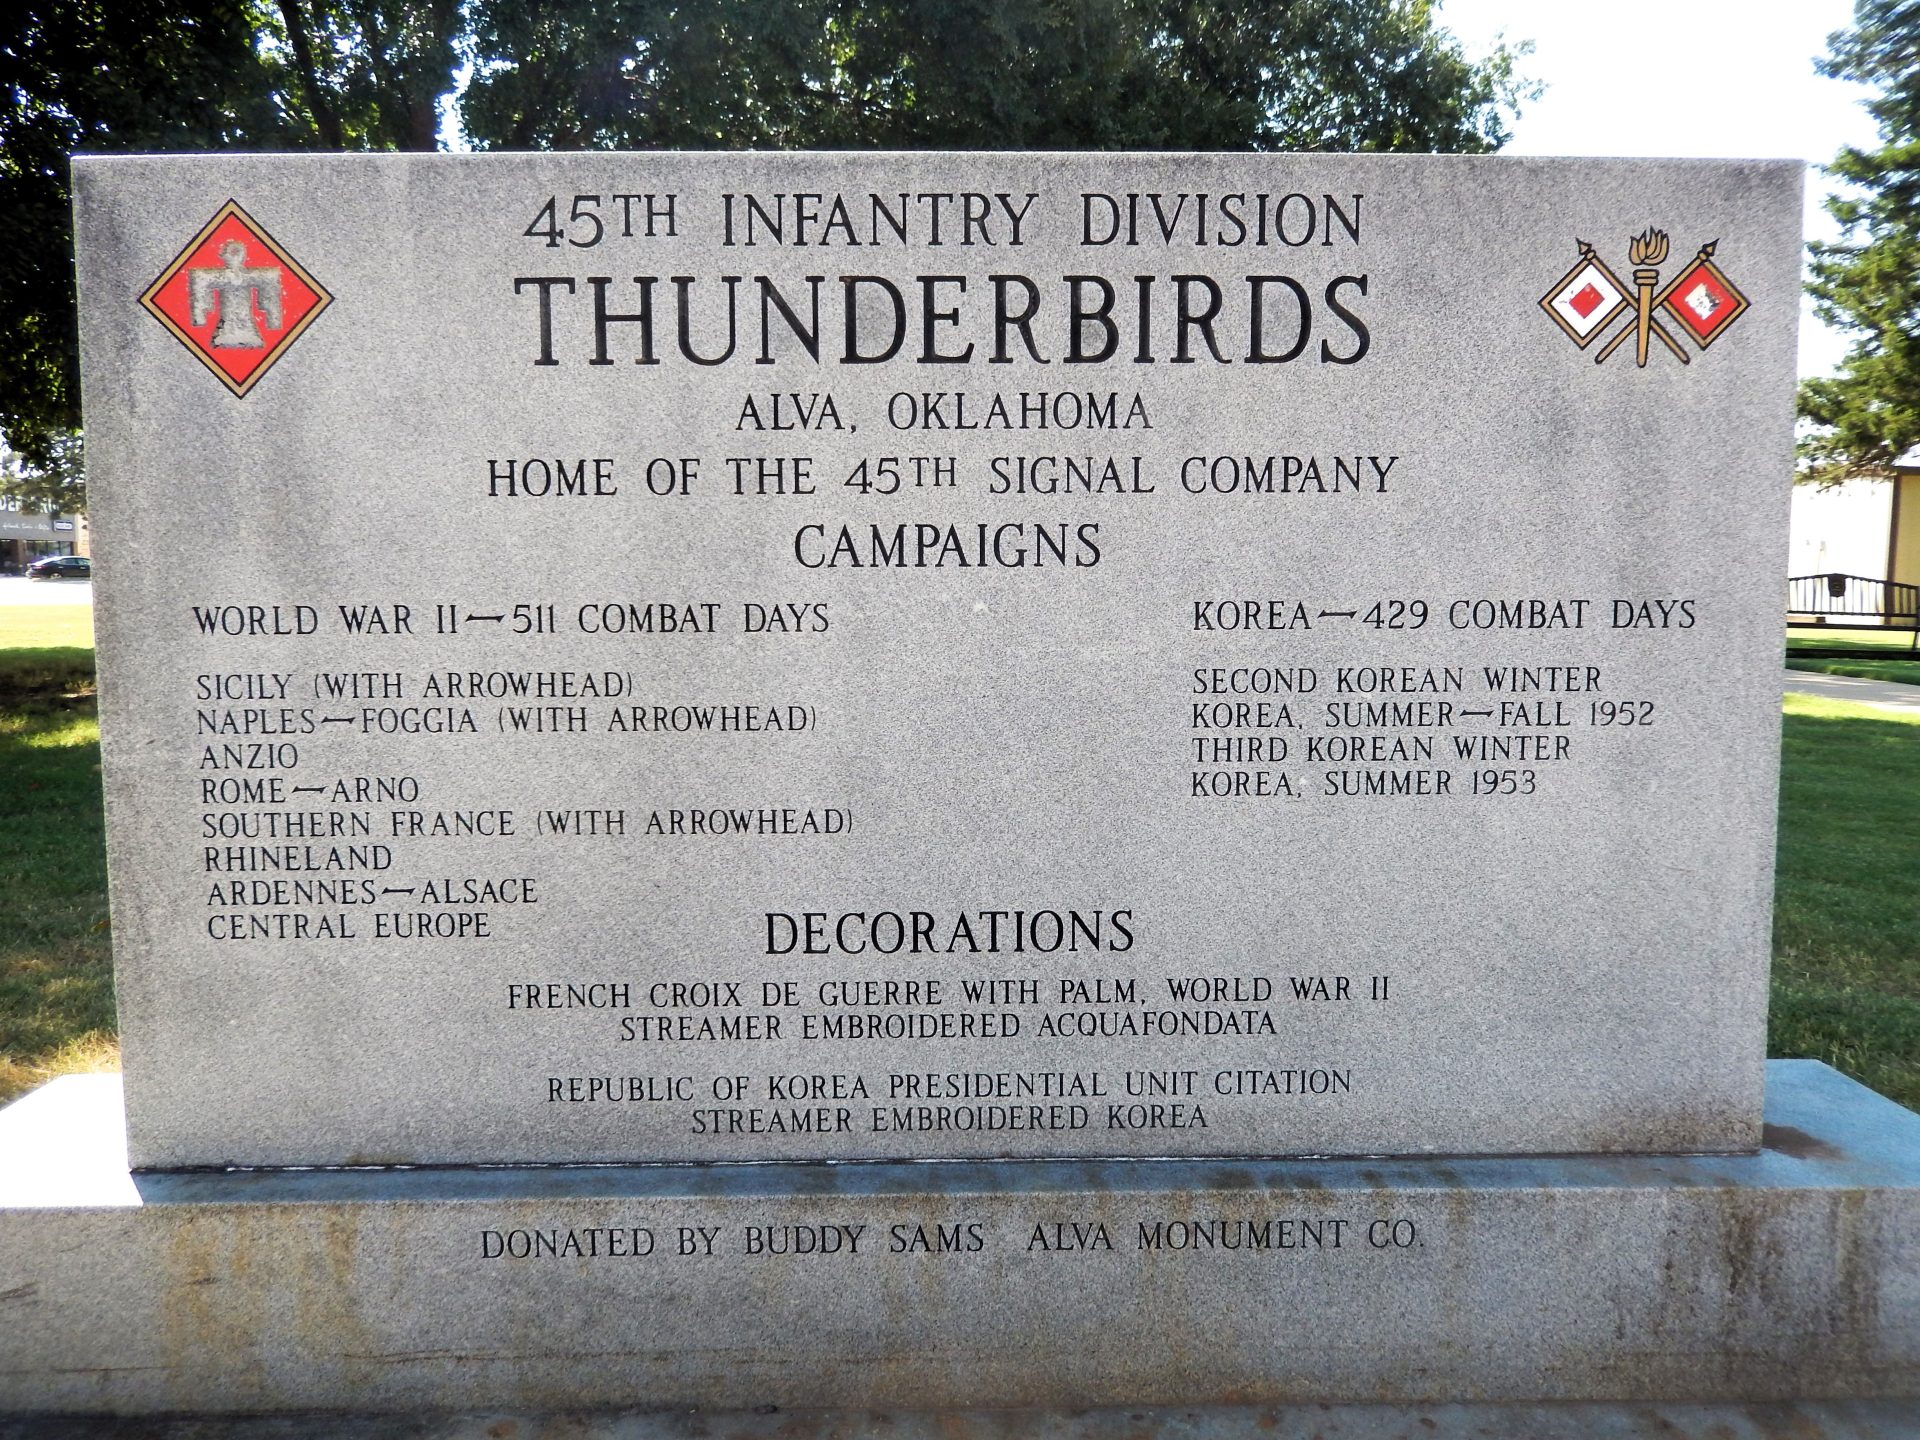 45TH INFANTRY DIVISION
THUNDERBIRDS
ALVA, OKLAHOMA
HOME OF THE 45TH SIGNAL COMPANY
CAMPAIGNS
WORLD WAR II—511 COMBAT DAYS
SICILY (WITH ARROWHEAD)
NAPLES—FOGGIA (WITH ARROWHEAD)
ANZIO
ROME—ARNO
SOUTHERN FRANCE (WITH ARROWHEAD)
RHINELAND
ARDENNES—ALSACE
CENTRAL EUROPE
KOREA—429 COMBAT DAYS
SECOND KOREAN WINTER
KOREA, SUMMER—FALL 1952
THIRD KOREAN WINTER
KOREA, SUMMER 1953
DECORATIONS
FRENCH CROIX DE GUERRE WITH PALM, WORLD WAR II
STREAMER EMBROIDERED ACQUAFONDATA
REPUBLIC OF KOREA PRESIDENTIAL UNIT CITATION
STREAMER EMBROIDERED KOREA
DONATED BY BUDDY SAMS ALVA MONUMENT CO.